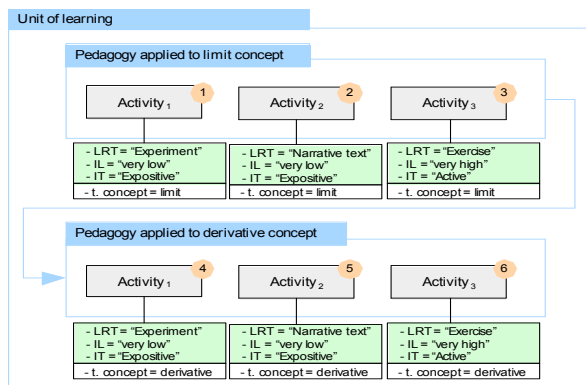 Unit of learning
Pedagogy applied to limit concept
1
2
3
Activity 1
Activity 2
Activity 3
- LRT = “Experiment”
- IL = “very low”
- IT = “Expositive”
- t. concept = limit
- LRT = “Narrative text”
- IL = “very low”
- IT = “Expositive”
- t. concept = limit
- LRT = “Exercise”
- IL = “very high”
- IT = “Active”
- t. concept = limit
Pedagogy applied to derivative concept
4
5
6
Activity 1
Activity 2
Activity 3
- LRT = “Experiment”
- IL = “very low”
- IT = “Expositive”
- t. concept = derivative
- LRT = “Narrative text”
- IL = “very low”
- IT = “Expositive”
- t. concept = derivative
- LRT = “Exercise”
- IL = “very high”
- IT = “Active”
- t. concept = derivative